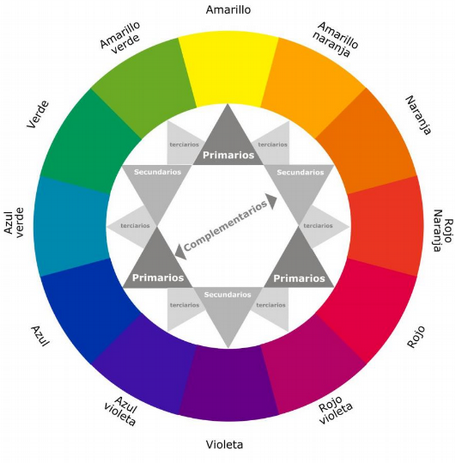 Amarillo
Amarillo
naranja
Naranja
Rojo
Naranja
Rojo
Rojo
violeta
Violeta
Azul
violeta
Azul
Azul
verde
Verde
Amarillo
verde
terciarios
Primarios
terciarios
Secundarios
Secundarios
Complementarios
terciarios
terciarios
Primarios
Primarios
terciarios
Secundarios
terciarios